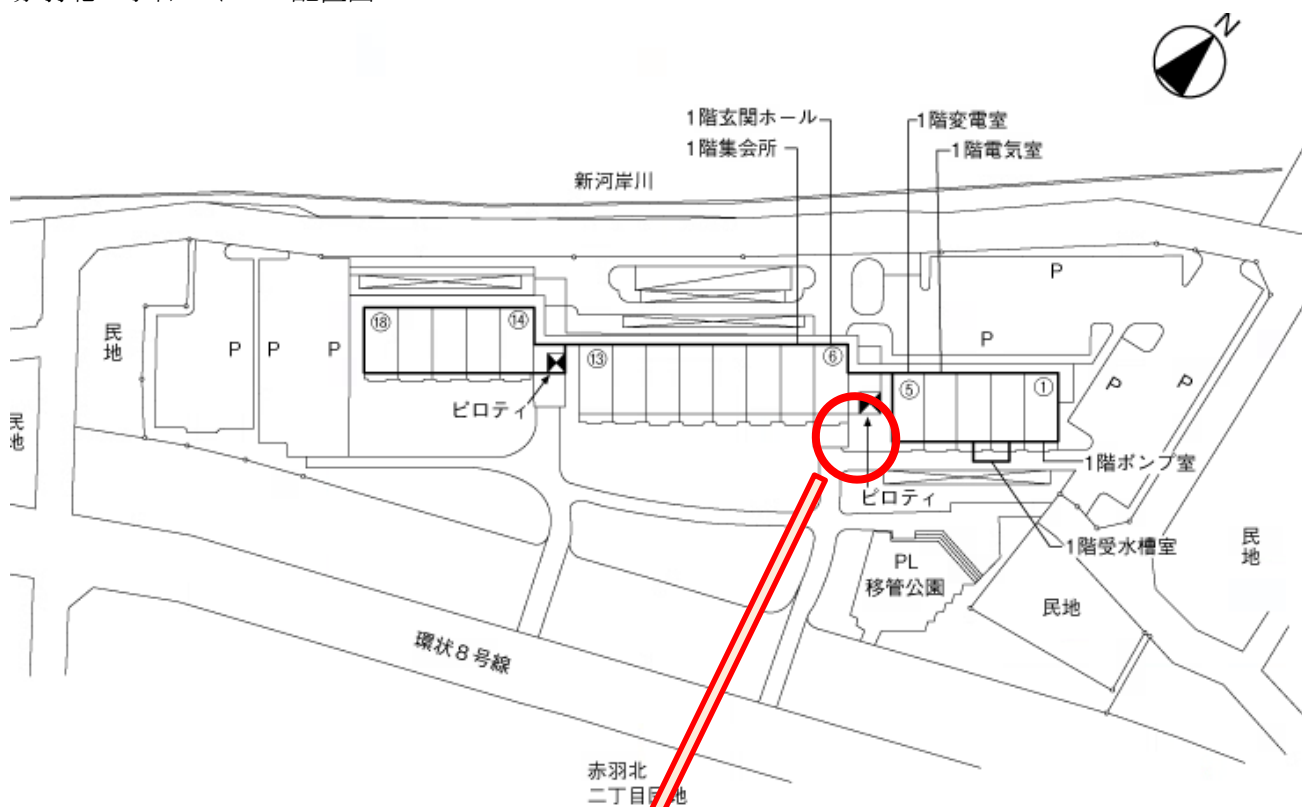 配置図
N
1階玄関ホール
1階変電室
1階集会所
1階電気室
新河岸川
P
民地
P
P
P
P
⑱
⑭
⑬
⑥
⑤
①
P
P
ピロティ
民地
1階ポンプ室
ピロティ
1階受水槽室
民地
PL
移管公園
民地
環状8号線
赤羽北
二丁目団地